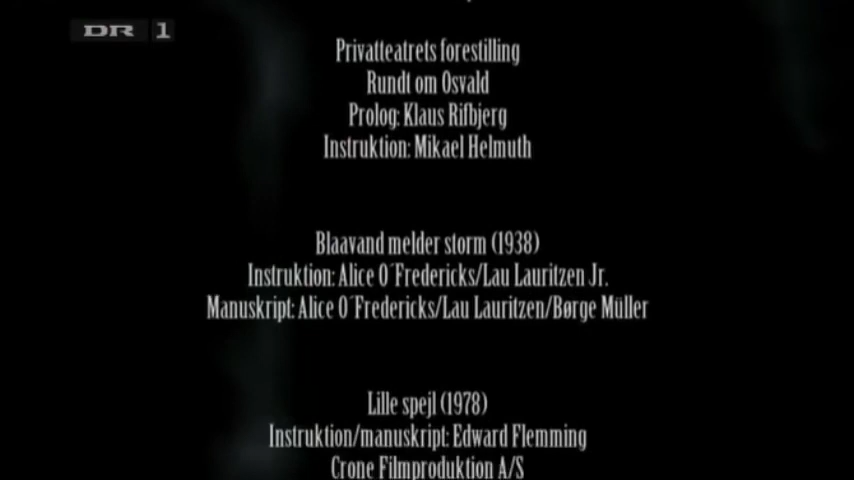 DR 1
Privatteatrets forestilling
Rundt om Osvald
Prolog: Klaus Rifbjerg
Instruktion: Mikael Helmuth
Blaavand melder storm (1938)
Instruktion: Alice O´Fredericks/Lau Lauritzen Jr.
Manuskript: Alice O´Fredericks/Lau Lauritzen/Børge Müller
Lille spejl (1978)
Instruktion/manuskript: Edward Flemming
Crone Filmproduktion A/S